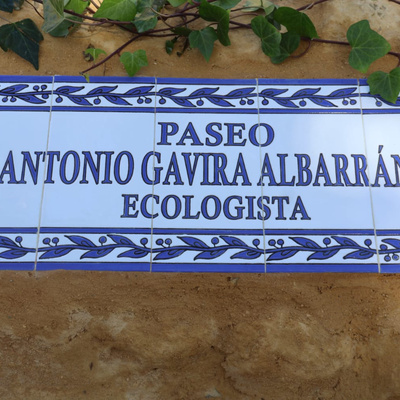 PASEO
ANTONIO GAVIRA ALBARRÁN
ECOLOGISTA